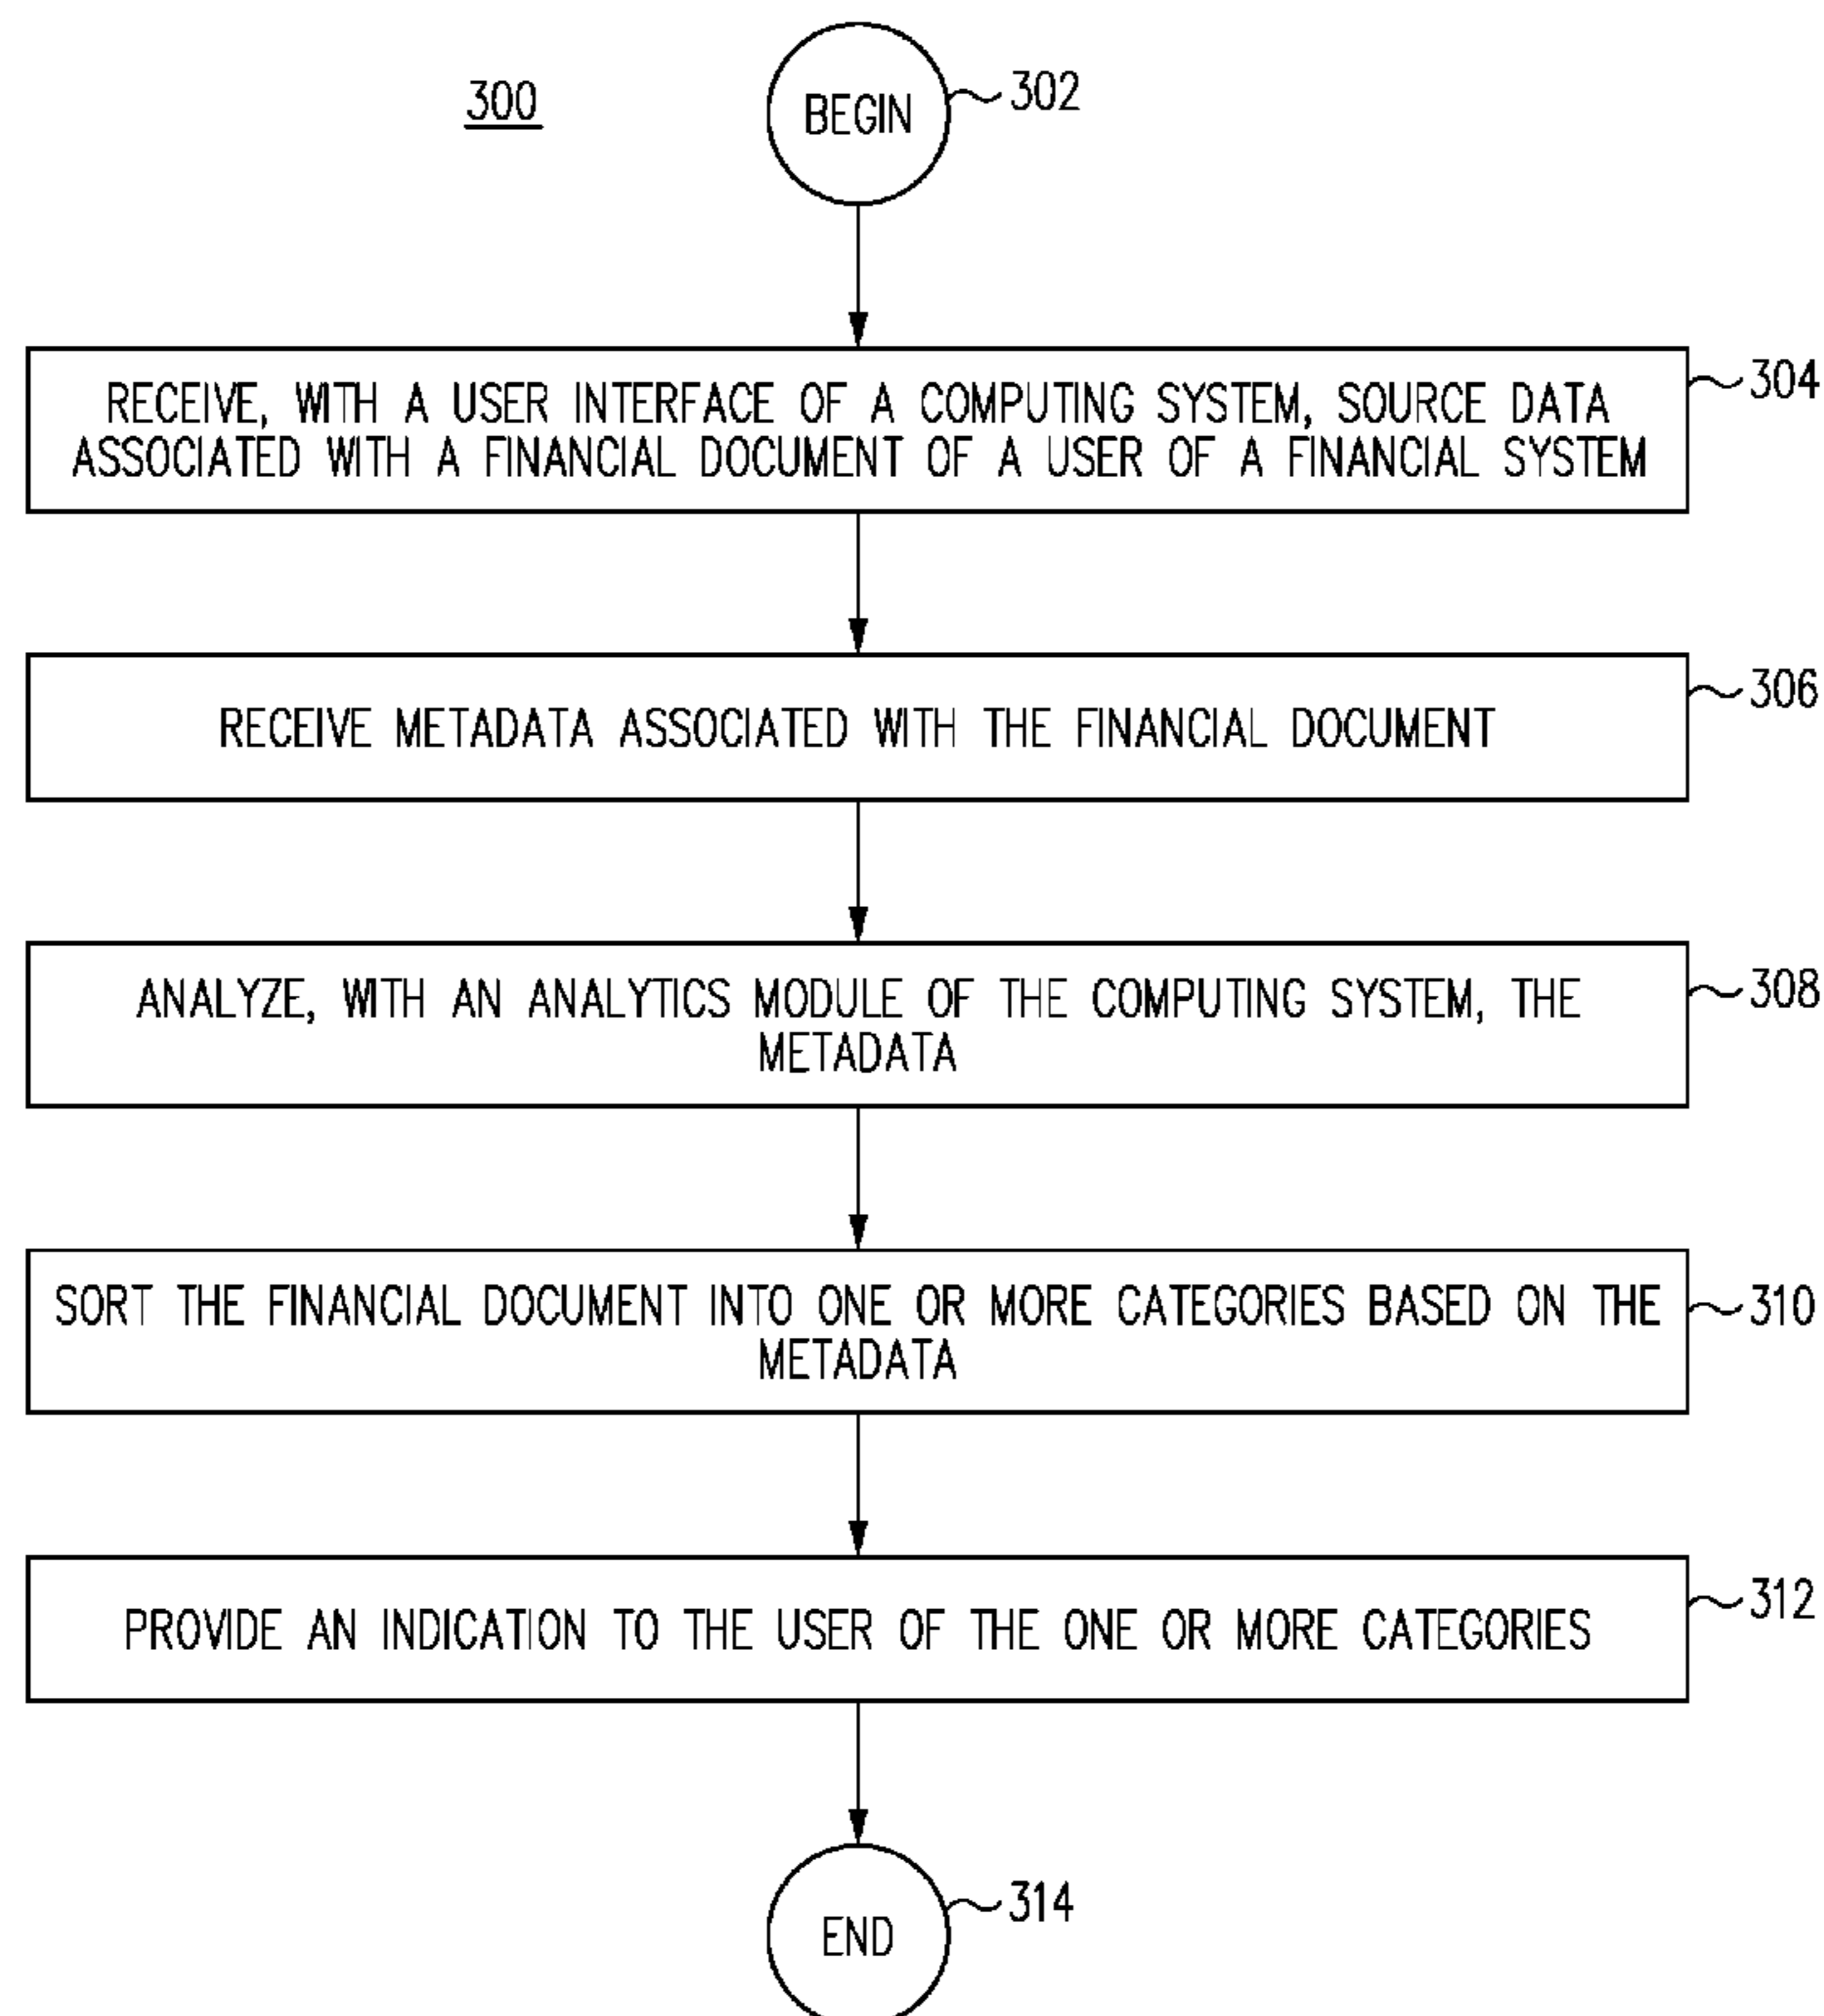 300
BEGIN
302
RECEIVE, WITH A USER INTERFACE OF A COMPUTING SYSTEM, SOURCE DATA
ASSOCIATED WITH A FINANCIAL DOCUMENT OF A USER OF A FINANCIAL SYSTEM
304
RECEIVE METADATA ASSOCIATED WITH THE FINANCIAL DOCUMENT
306
ANALYZE, WITH AN ANALYTICS MODULE OF THE COMPUTING SYSTEM, THE
METADATA
308
SORT THE FINANCIAL DOCUMENT INTO ONE OR MORE CATEGORIES BASED ON THE
METADATA
310
PROVIDE AN INDICATION TO THE USER OF THE ONE OR MORE CATEGORIES
312
END
314